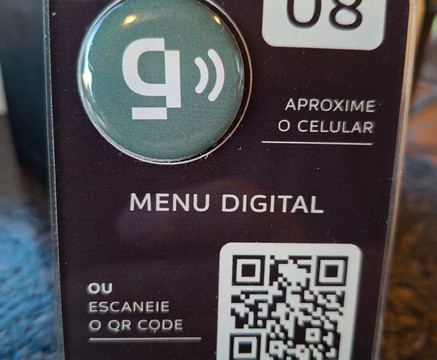 08
g
APROXIME
O CELULAR
MENU DIGITAL
OU
ESCANEIE
O QR CODE